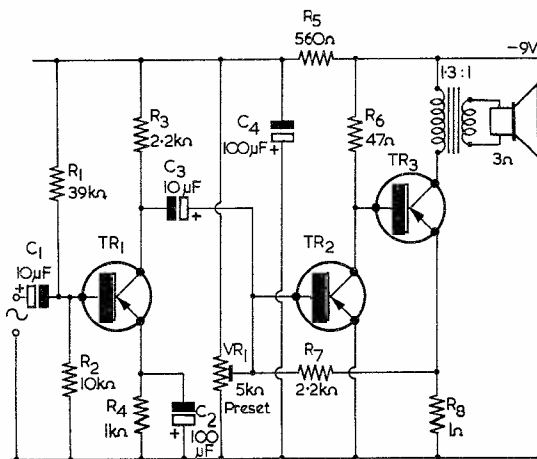 R5
560Ω
−9V
1·3:1
R3
2·2kΩ
C4
100μF
+
R6
47Ω
R1
39kΩ
C3
10μF
+
TR3
3Ω
C1
10μF
+
TR1
TR2
R2
10kΩ
R4
1kΩ
C2
100
μF
+
VR1
5kΩ
Preset
R7
2·2kΩ
R8
1Ω